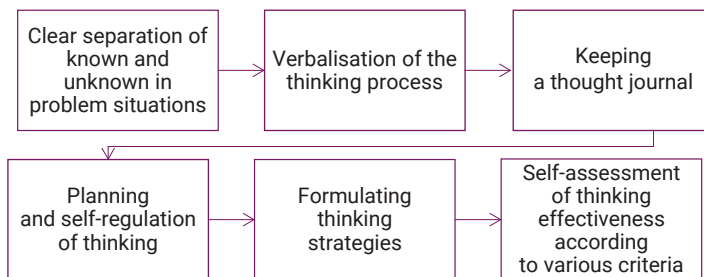 Clear separation of
known and
unknown in
problem situations
Verbalisation of the
thinking process
Keeping
a thought journal
Planning
and self-regulation
of thinking
Formulating
thinking
strategies
Self-assessment
of thinking
effectiveness
according
to various criteria